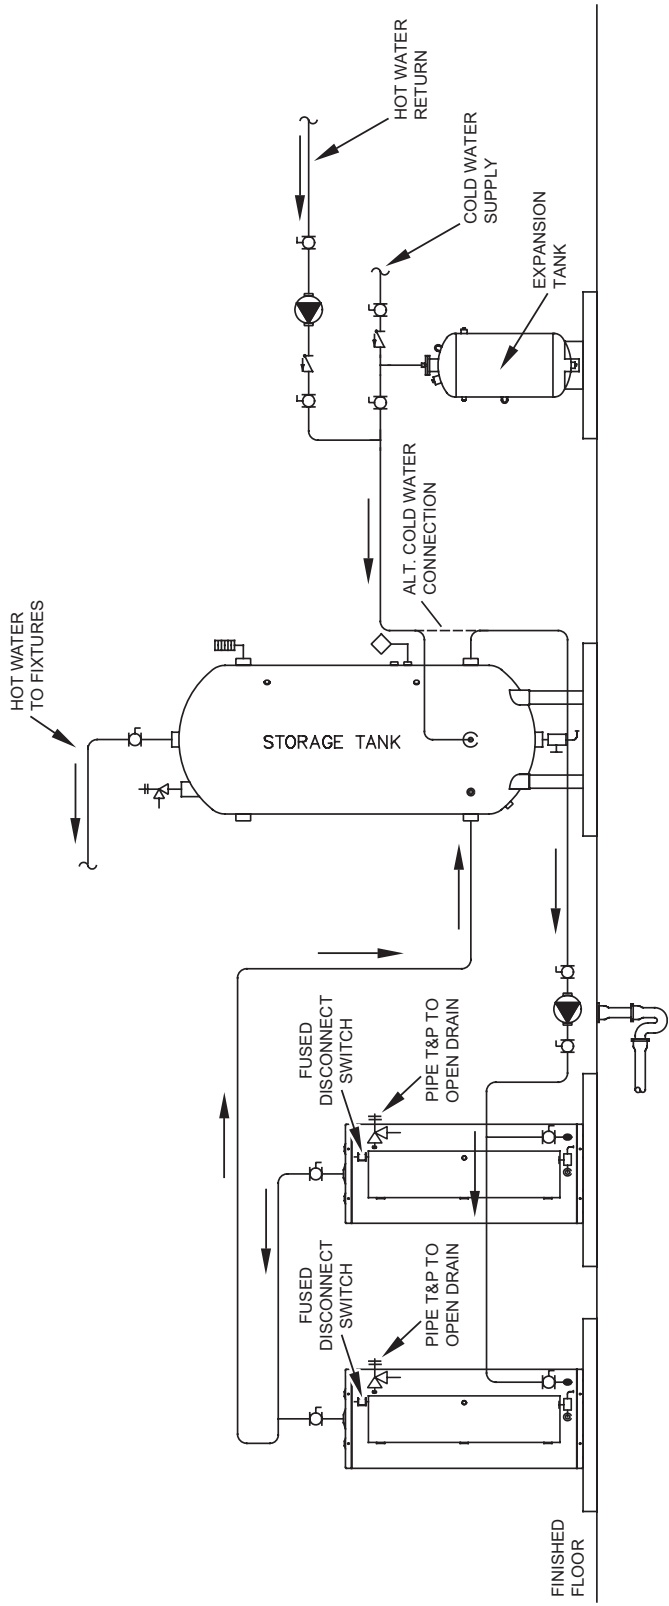 HOT WATER
TO FIXTURES
HOT WATER
RETURN
COLD WATER
SUPPLY
EXPANSION
TANK
ALT. COLD WATER
CONNECTION
STORAGE TANK
FUSED
DISCONNECT
SWITCH
PIPE T&P TO
OPEN DRAIN
FUSED
DISCONNECT
SWITCH
PIPE T&P TO
OPEN DRAIN
FINISHED
FLOOR